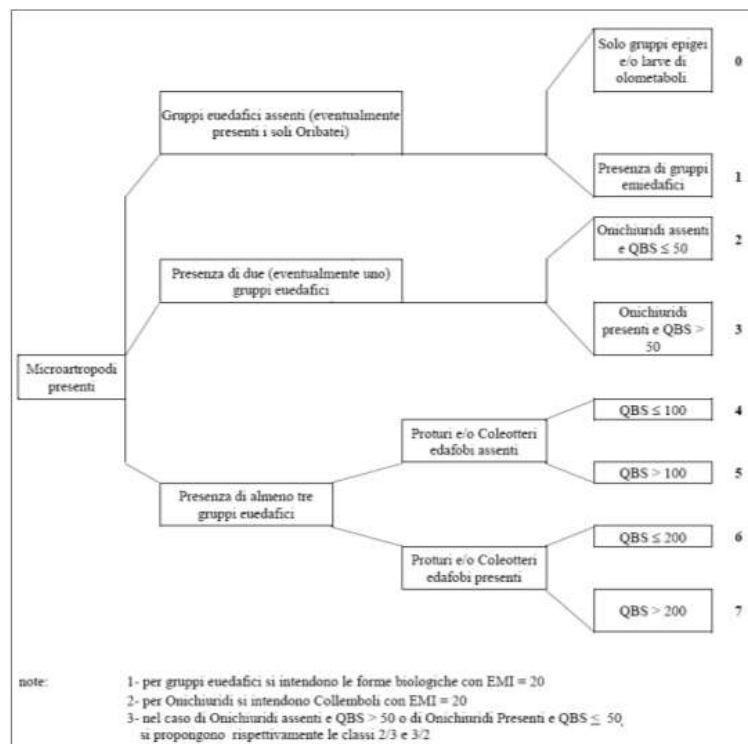 Solo gruppi epigei
e/o larve di
olometaboli
0
Gruppi euedafici assenti (eventualmente
presenti i soli Oribatei)
Presenza di gruppi
emiedafici
1
Onichiuridi assenti
e QBS ≤ 50
2
Presenza di due (eventualmente uno)
gruppi euedafici
Onichiuridi
presenti e QBS >
50
3
Microartropodi
presenti
QBS ≤ 100
4
Proturi e/o Coleotteri
edafobi assenti
QBS > 100
5
Presenza di almeno tre
gruppi euedafici
QBS ≤ 200
6
Proturi e/o Coleotteri
edafobi presenti
QBS > 200
7
note:
1- per gruppi euedafici si intendono le forme biologiche con EMI = 20
2- per Onichiuridi si intendono Collemboli con EMI = 20
3- nel caso di Onichiuridi assenti e QBS > 50 o di Onichiuridi Presenti e QBS ≤ 50,
si propongono rispettivamente le classi 2/3 e 3/2